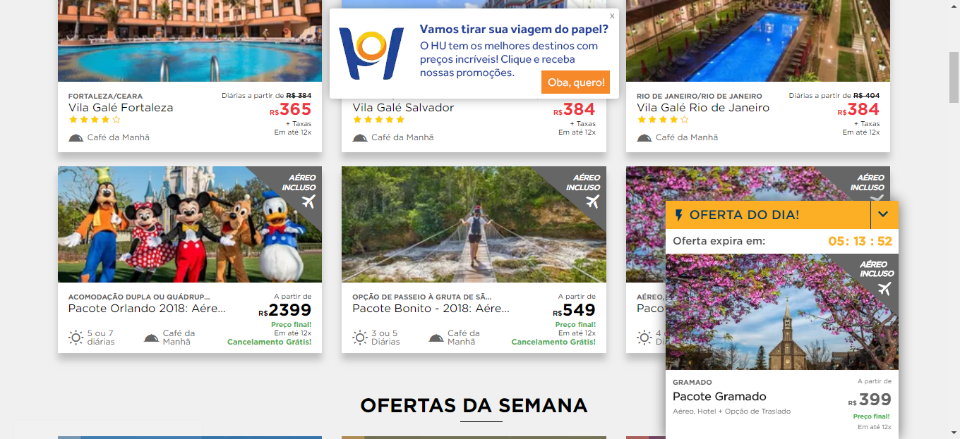 Vamos tirar sua viagem do papel?
x
O HU tem os melhores destinos com
preços incríveis! Clique e receba
nossas promoções.
Oba, quero!
FORTALEZA/CEARA
Diárias a partir de R$ 384
Vila Galé Fortaleza
R$365
+ Taxas
Em até 12x
Café da Manhã
Vila Galé Salvador
R$384
+ Taxas
Em até 12x
Café da Manhã
RIO DE JANEIRO/RIO DE JANEIRO
Diárias a partir de R$ 404
Vila Galé Rio de Janeiro
R$384
+ Taxas
Em até 12x
Café da Manhã
AÉREO
INCLUSO
ACOMODAÇÃO DUPLA OU QUÁDRUP...
A partir de
Pacote Orlando 2018: Aére...
R$2399
Preço final!
Em até 12x
Cancelamento Grátis!
5 ou 7
diárias
Café da
Manhã
AÉREO
INCLUSO
OPÇÃO DE PASSEIO À GRUTA DE SÃ...
A partir de
Pacote Bonito - 2018: Aére...
R$549
Preço final!
Em até 12x
Cancelamento Grátis!
3 ou 5
Diárias
Café da
Manhã
AÉREO
INCLUSO
AÉREO,
Paco
4
Di
OFERTA DO DIA!
Oferta expira em:
05: 13 : 52
AÉREO
INCLUSO
GRAMADO
A partir de
Pacote Gramado
R$ 399
Aéreo, Hotel + Opção de Traslado
Preço final!
Em até 12x
OFERTAS DA SEMANA